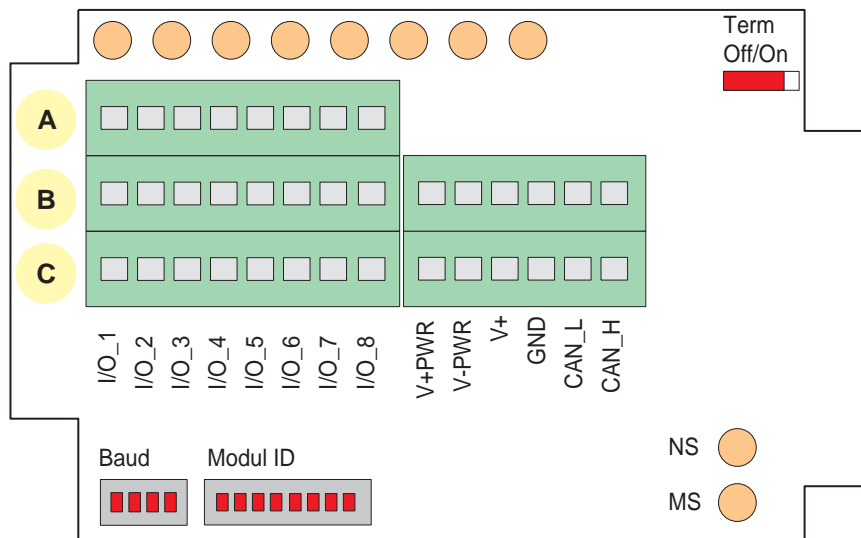 Term
Off/On
A
B
C
I/O_1
I/O_2
I/O_3
I/O_4
I/O_5
I/O_6
I/O_7
I/O_8
V+PWR
V-PWR
V+
GND
CAN_L
CAN_H
Baud
Modul ID
NS
MS